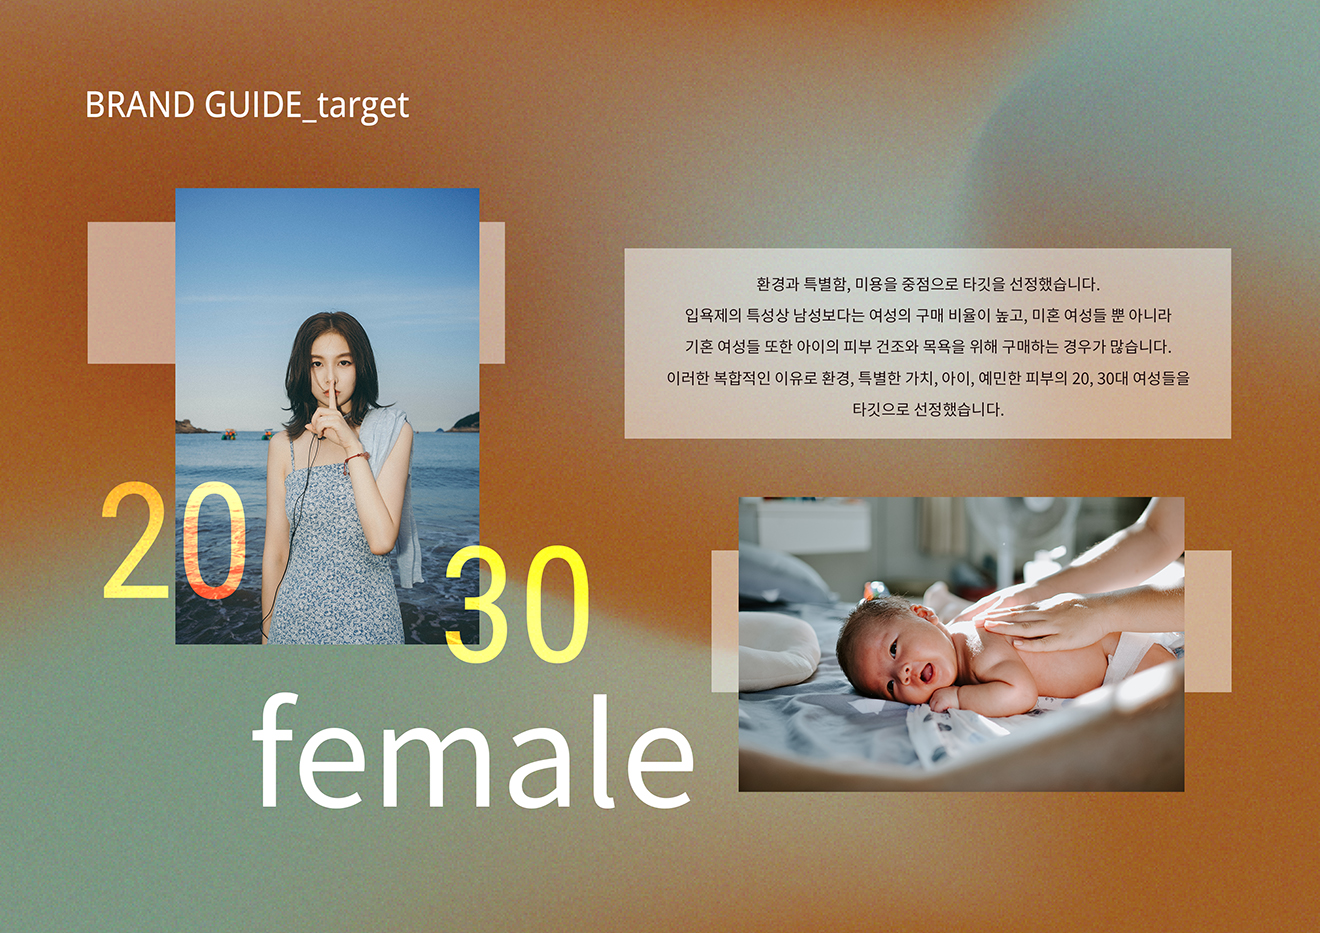 BRAND GUIDE_target
환경과 특별함, 미용을 중점으로 타깃을 선정했습니다.
입욕제의 특성상 남성보다는 여성의 구매 비율이 높고, 미혼 여성들 뿐 아니라
기혼 여성들 또한 아이의 피부 건조와 목욕을 위해 구매하는 경우가 많습니다.
이러한 복합적인 이유로 환경, 특별한 가치, 아이, 예민한 피부의 20, 30대 여성들을
타깃으로 선정했습니다.
20
30
female